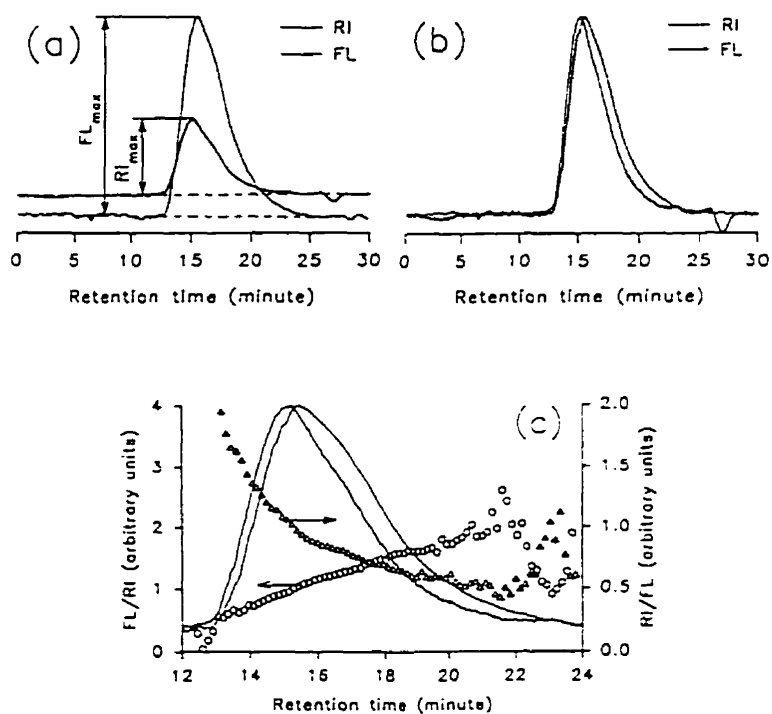 (a)
RI
FL
FLmax
RImax
0 5 10 15 20 25 30
Retention time (minute)
(b)
RI
FL
0 5 10 15 20 25 30
Retention time (minute)
(c)
4
3
2
1
0
FL/RI (arbitrary units)
2.0
1.5
1.0
0.5
0.0
RI/FL (arbitrary units)
12 14 16 18 20 22 24
Retention time (minute)